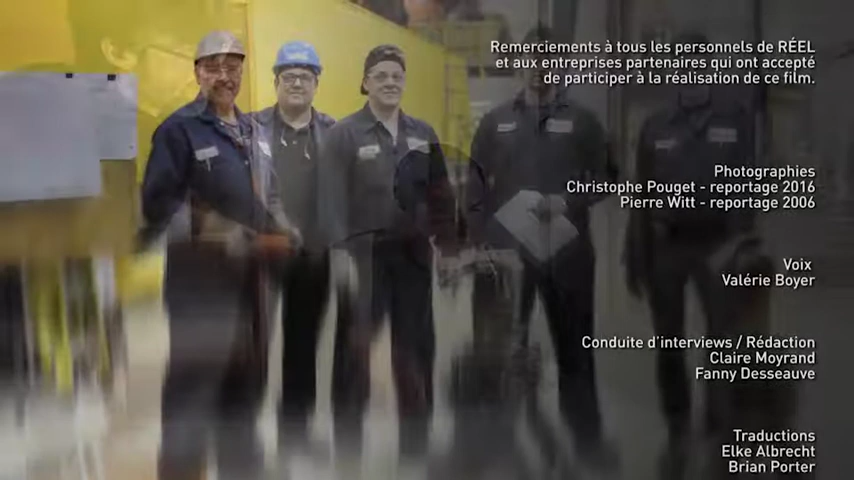 Remerciements à tous les personnels de RÉEL
et aux entreprises partenaires qui ont accepté
de participer à la réalisation de ce film.
Photographies
Christophe Pouget - reportage 2016
Pierre Witt - reportage 2006
Voix
Valérie Boyer
Conduite d'interviews / Rédaction
Claire Moyrand
Fanny Desseauve
Traductions
Elke Albrecht
Brian Porter